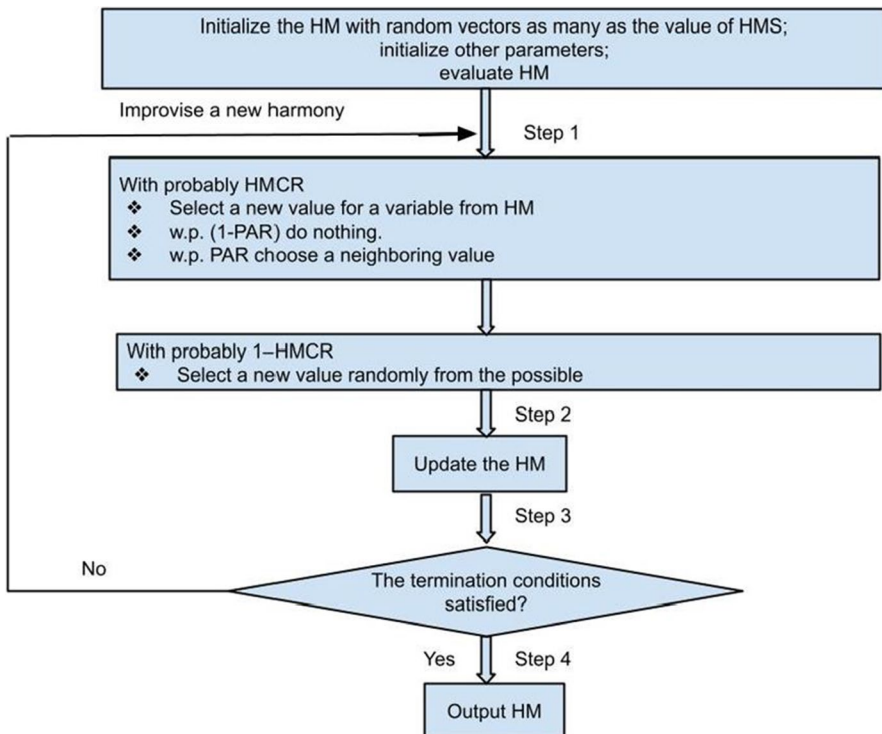 Initialize the HM with random vectors as many as the value of HMS;
initialize other parameters;
evaluate HM
Improvise a new harmony
Step 1
With probably HMCR
❖ Select a new value for a variable from HM
❖ w.p. (1-PAR) do nothing.
❖ w.p. PAR choose a neighboring value
With probably 1–HMCR
❖ Select a new value randomly from the possible
Step 2
Update the HM
Step 3
No
The termination conditions
satisfied?
Yes
Step 4
Output HM